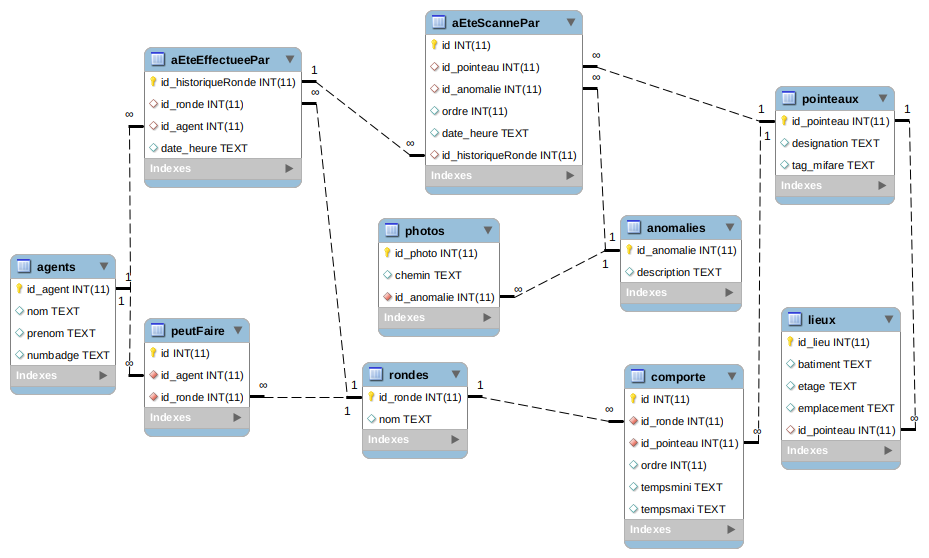 aEteEffectueePar
id_historiqueRonde INT(11)
id_ronde INT(11)
id_agent INT(11)
date_heure TEXT
Indexes
1
∞
∞
aEteScannePar
id INT(11)
id_pointeau INT(11)
id_anomalie INT(11)
ordre INT(11)
date_heure TEXT
id_historiqueRonde INT(11)
Indexes
∞
∞
∞
pointeaux
id_pointeau INT(11)
designation TEXT
tag_mifare TEXT
Indexes
1
1
1
agents
id_agent INT(11)
nom TEXT
prenom TEXT
numbadge TEXT
Indexes
1
1
peutFaire
id INT(11)
id_agent INT(11)
id_ronde INT(11)
Indexes
∞
∞
photos
id_photo INT(11)
chemin TEXT
id_anomalie INT(11)
Indexes
∞
anomalies
id_anomalie INT(11)
description TEXT
Indexes
1
1
rondes
id_ronde INT(11)
nom TEXT
Indexes
1
1
1
comporte
id INT(11)
id_ronde INT(11)
id_pointeau INT(11)
ordre INT(11)
tempsmini TEXT
tempsmaxi TEXT
Indexes
∞
∞
lieux
id_lieu INT(11)
batiment TEXT
etage TEXT
emplacement TEXT
id_pointeau INT(11)
Indexes
∞